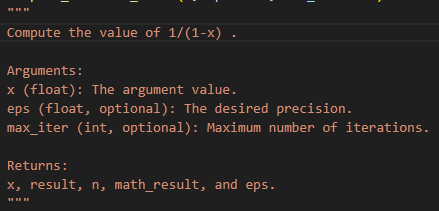 """
Compute the value of 1/(1-x) .
Arguments:
x (float): The argument value.
eps (float, optional): The desired precision.
max_iter (int, optional): Maximum number of iterations.
Returns:
x, result, n, math_result, and eps.
"""